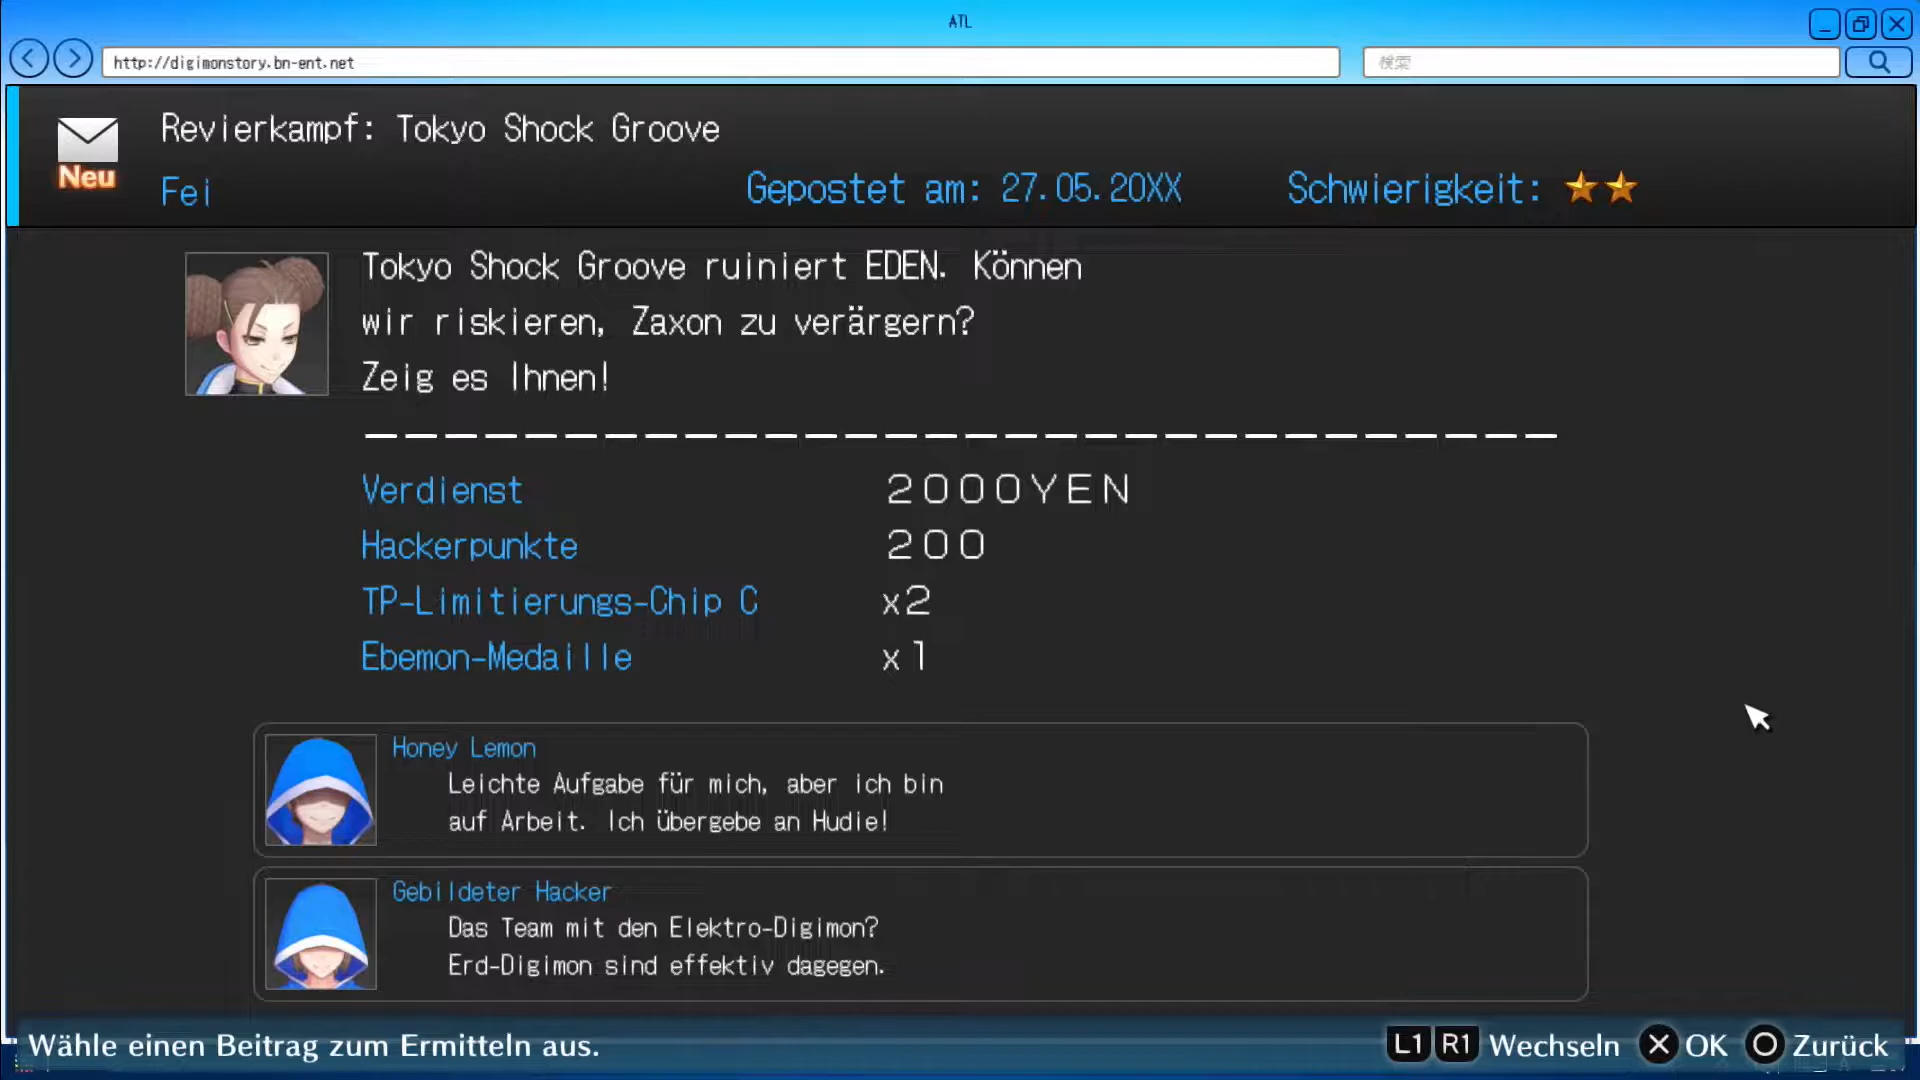 ATL
http://digimonstory.bn-ent.net
検索
Revierkampf: Tokyo Shock Groove
Neu
Fei
Gepostet am: 27.05.20XX
Schwierigkeit: ★★
Tokyo Shock Groove ruiniert EDEN. Können
wir riskieren, Zaxon zu verärgern?
Zeig es Ihnen!
Verdienst 2000YEN
Hackerpunkte 200
TP-Limitierungs-Chip C x2
Ebemon-Medaille x1
Honey Lemon
Leichte Aufgabe für mich, aber ich bin
auf Arbeit. Ich übergebe an Hudie!
Gebildeter Hacker
Das Team mit den Elektro-Digimon?
Erd-Digimon sind effektiv dagegen.
Wähle einen Beitrag zum Ermitteln aus.
L1 R1 Wechseln OK Zurück